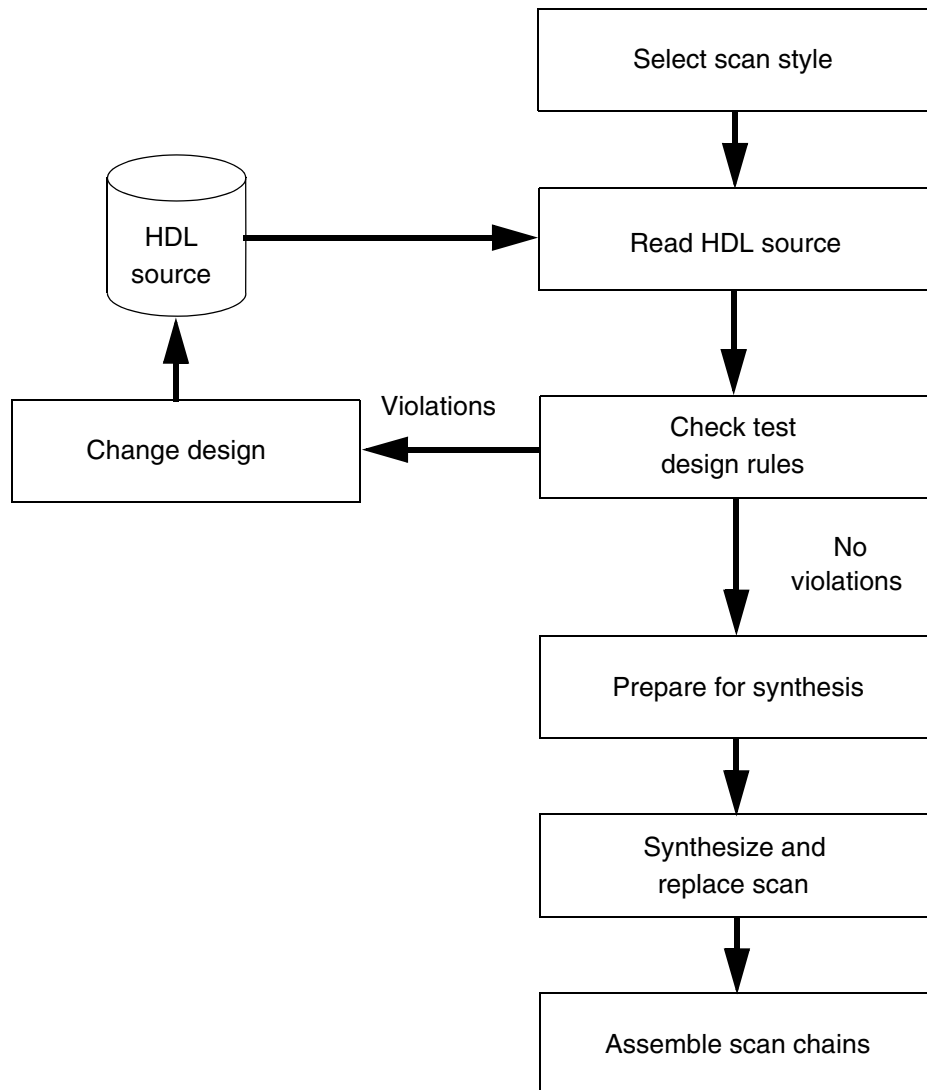 Select scan style
HDL
source
Read HDL source
Violations
Change design
Check test
design rules
No
violations
Prepare for synthesis
Synthesize and
replace scan
Assemble scan chains